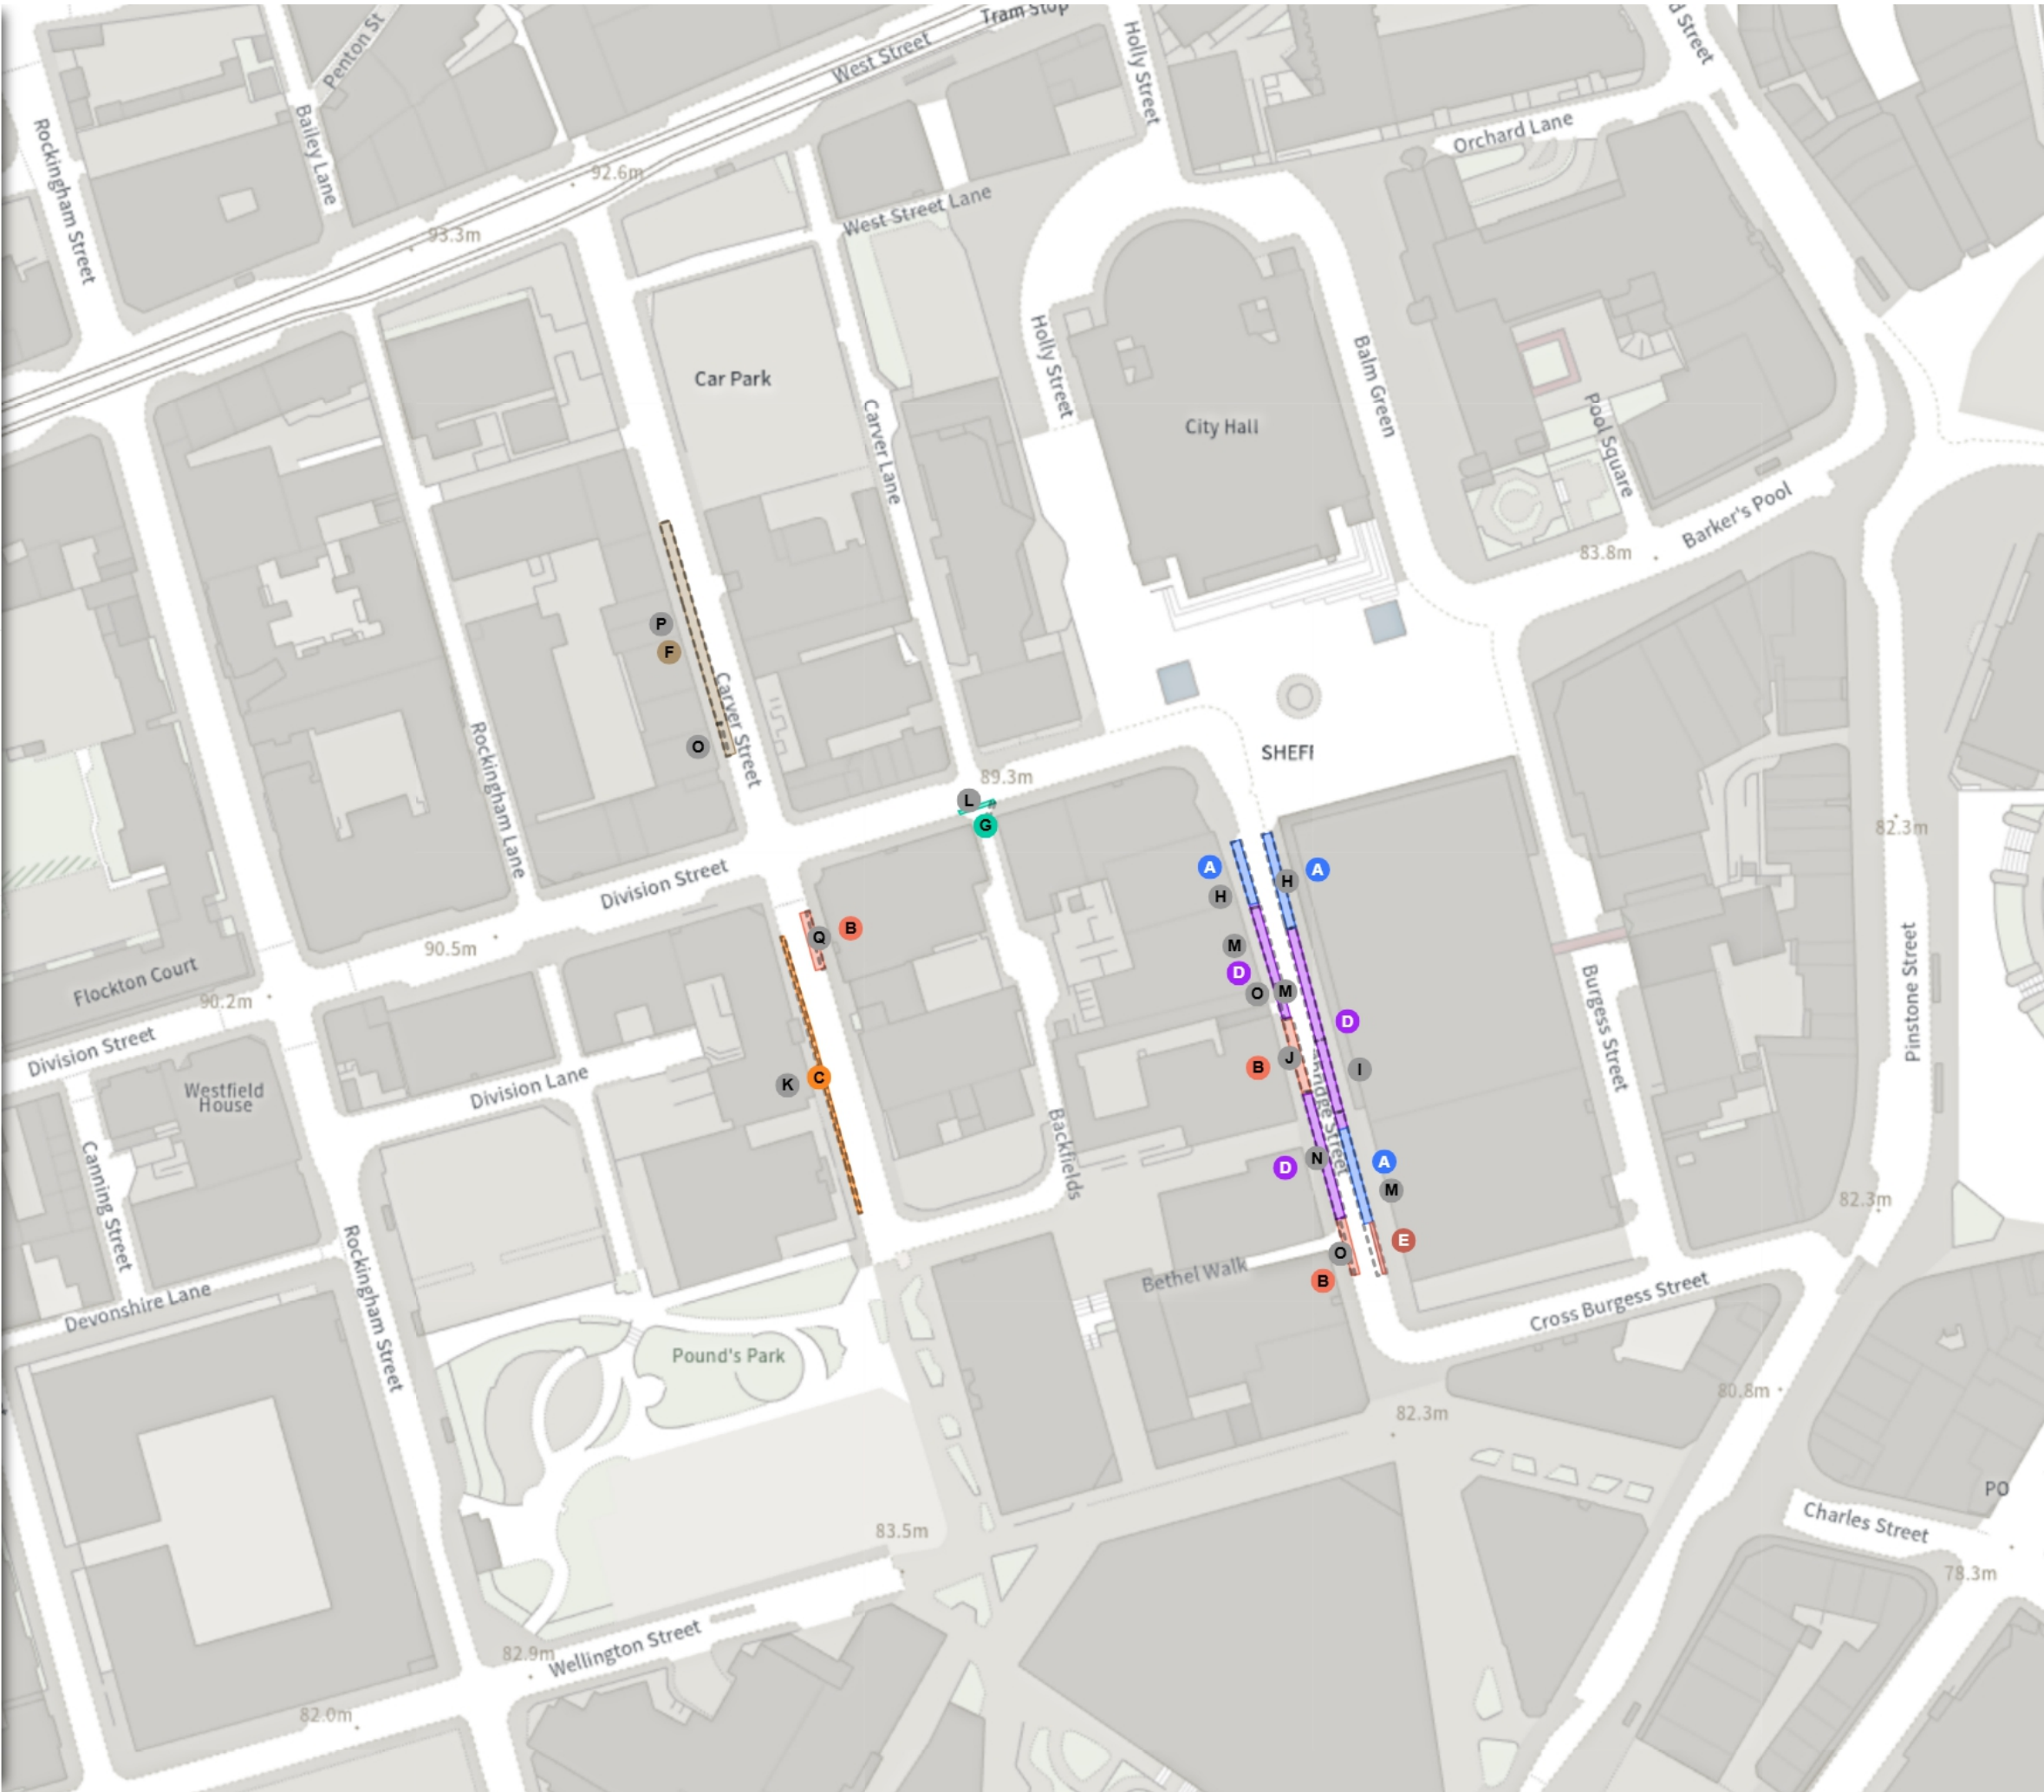 Tram Stop
Penton St
West Street
Holly Street
d Street
Rockingham Street
Bailey Lane
Orchard Lane
92.6m
West Street Lane
93.3m
Holly Street
Balm Green
Car Park
Carver Lane
City Hall
Pool Square
Barker's Pool
83.8m
P
F
Carver Street
O
Rockingham Lane
SHEFI
89.3m
L
G
82.3m
Division Street
A
H
H
A
Q
B
90.5m
M
D
O
M
D
Flockton Court
90.2m
Burgess Street
Pinstone Street
Division Street
Westfield
House
Division Lane
K
C
B
J
I
Backfields
Canning Street
D
N
A
M
82.3m
O
E
B
Bethel Walk
Devonshire Lane
Rockingham Street
Cross Burgess Street
Pound's Park
80.8m
82.3m
PO
83.5m
Charles Street
78.3m
82.9m
Wellington Street
82.0m